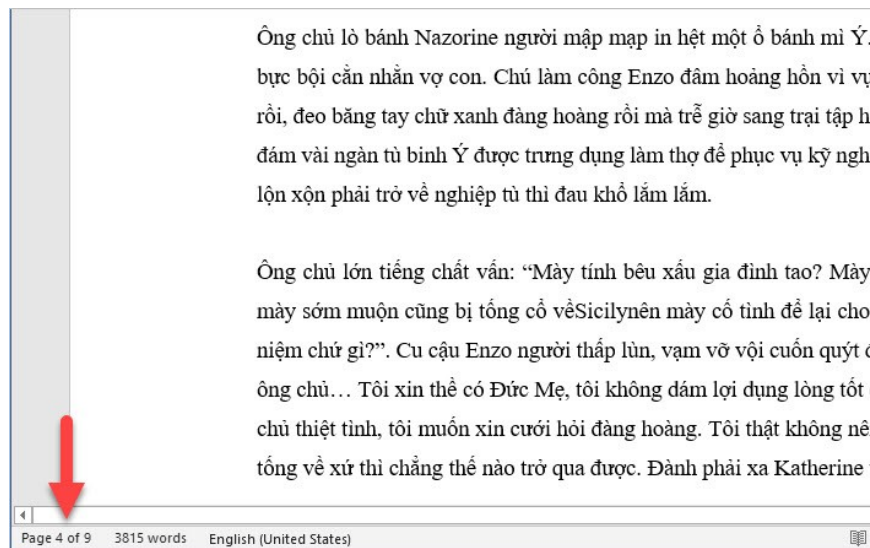 Ông chủ lò bánh Nazorine người mập mạp in hệt một ổ bánh mì Ý.
bực bội cằn nhằn vợ con. Chú làm công Enzo đâm hoảng hồn vì vụ
rồi, đeo băng tay chữ xanh đàng hoàng rồi mà trễ giờ sang trại tập h
đám vài ngàn tù binh Ý được trưng dụng làm thợ để phục vụ kỹ ngh
lộn xộn phải trở về nghiệp tù thì đau khổ lắm lắm.
Ông chủ lớn tiếng chất vấn: “Mày tính bêu xấu gia đình tao? Mày
mày sớm muộn cũng bị tống cổ vềSicilynên mày cố tình để lại cho
niệm chứ gì?”. Cu cậu Enzo người thấp lùn, vạm vỡ vội cuốn quýt
ông chủ… Tôi xin thề có Đức Mẹ, tôi không dám lợi dụng lòng tốt
chủ thiệt tình, tôi muốn xin cưới hỏi đàng hoàng. Tôi thật không nê
tống về xứ thì chẳng thế nào trở qua được. Đành phải xa Katherine
Page 4 of 9 3815 words English (United States)